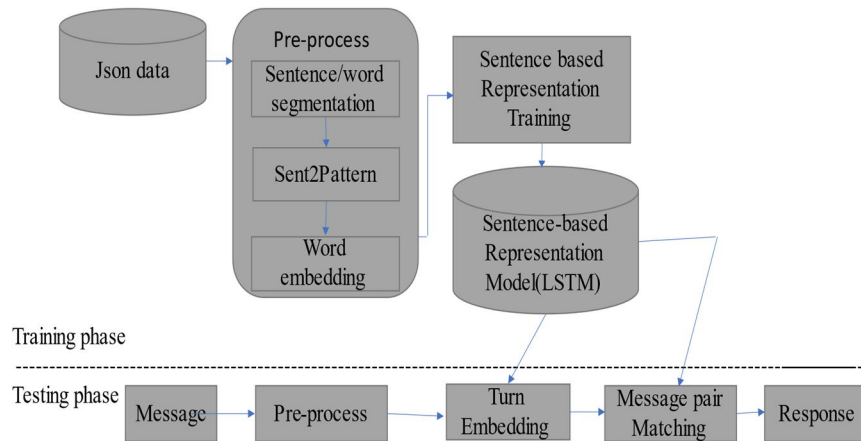 Json data
Pre-process
Sentence/word
segmentation
Sent2Pattern
Word
embedding
Sentence based
Representation
Training
Sentence-based
Representation
Model(LSTM)
Training phase
Testing phase
Message
Pre-process
Turn
Embedding
Message pair
Matching
Response